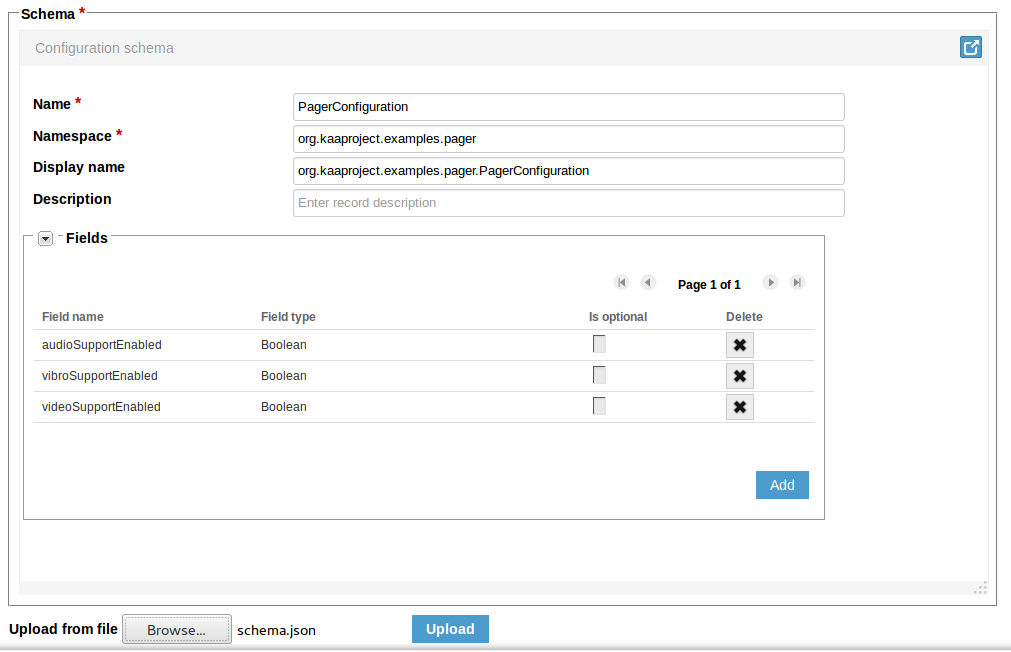 Schema *
Configuration schema
Name * PagerConfiguration
Namespace * org.kaaproject.examples.pager
Display name org.kaaproject.examples.pager.PagerConfiguration
Description Enter record description
Fields
Page 1 of 1
Field name Field type Is optional Delete
audioSupportEnabled Boolean
vibroSupportEnabled Boolean
videoSupportEnabled Boolean
Add
Upload from file Browse... schema.json Upload